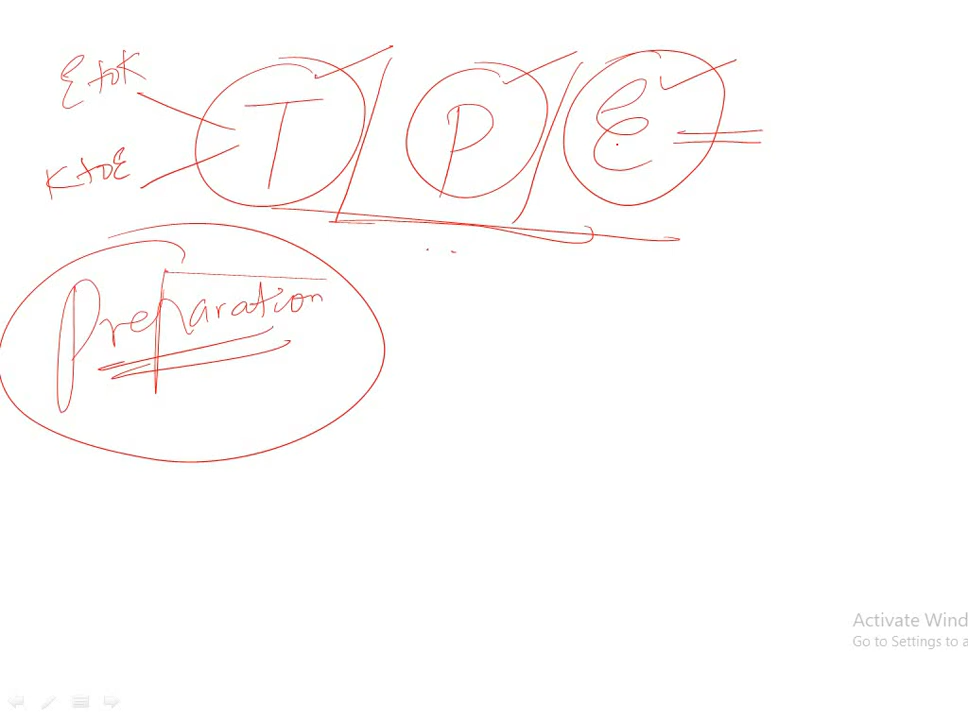 E to K
T / P / E
K to E
Preparation
Activate Wind
Go to Settings to a